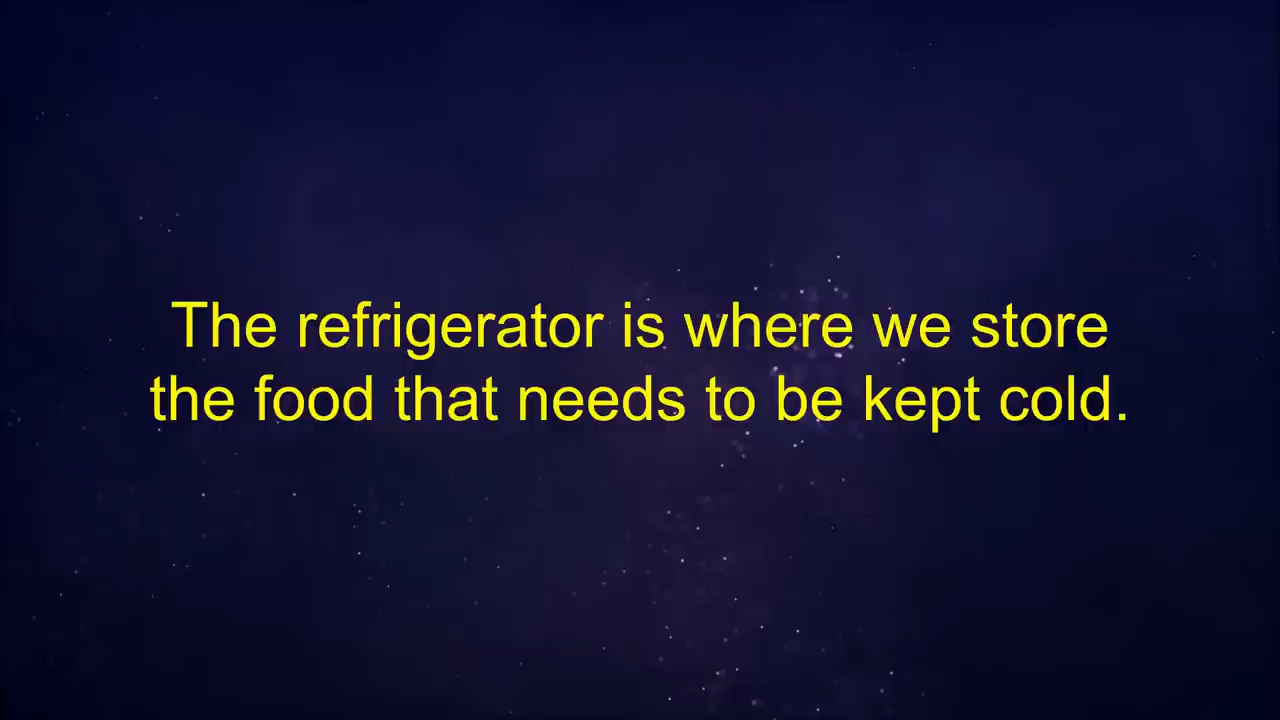 The refrigerator is where we store
the food that needs to be kept cold.